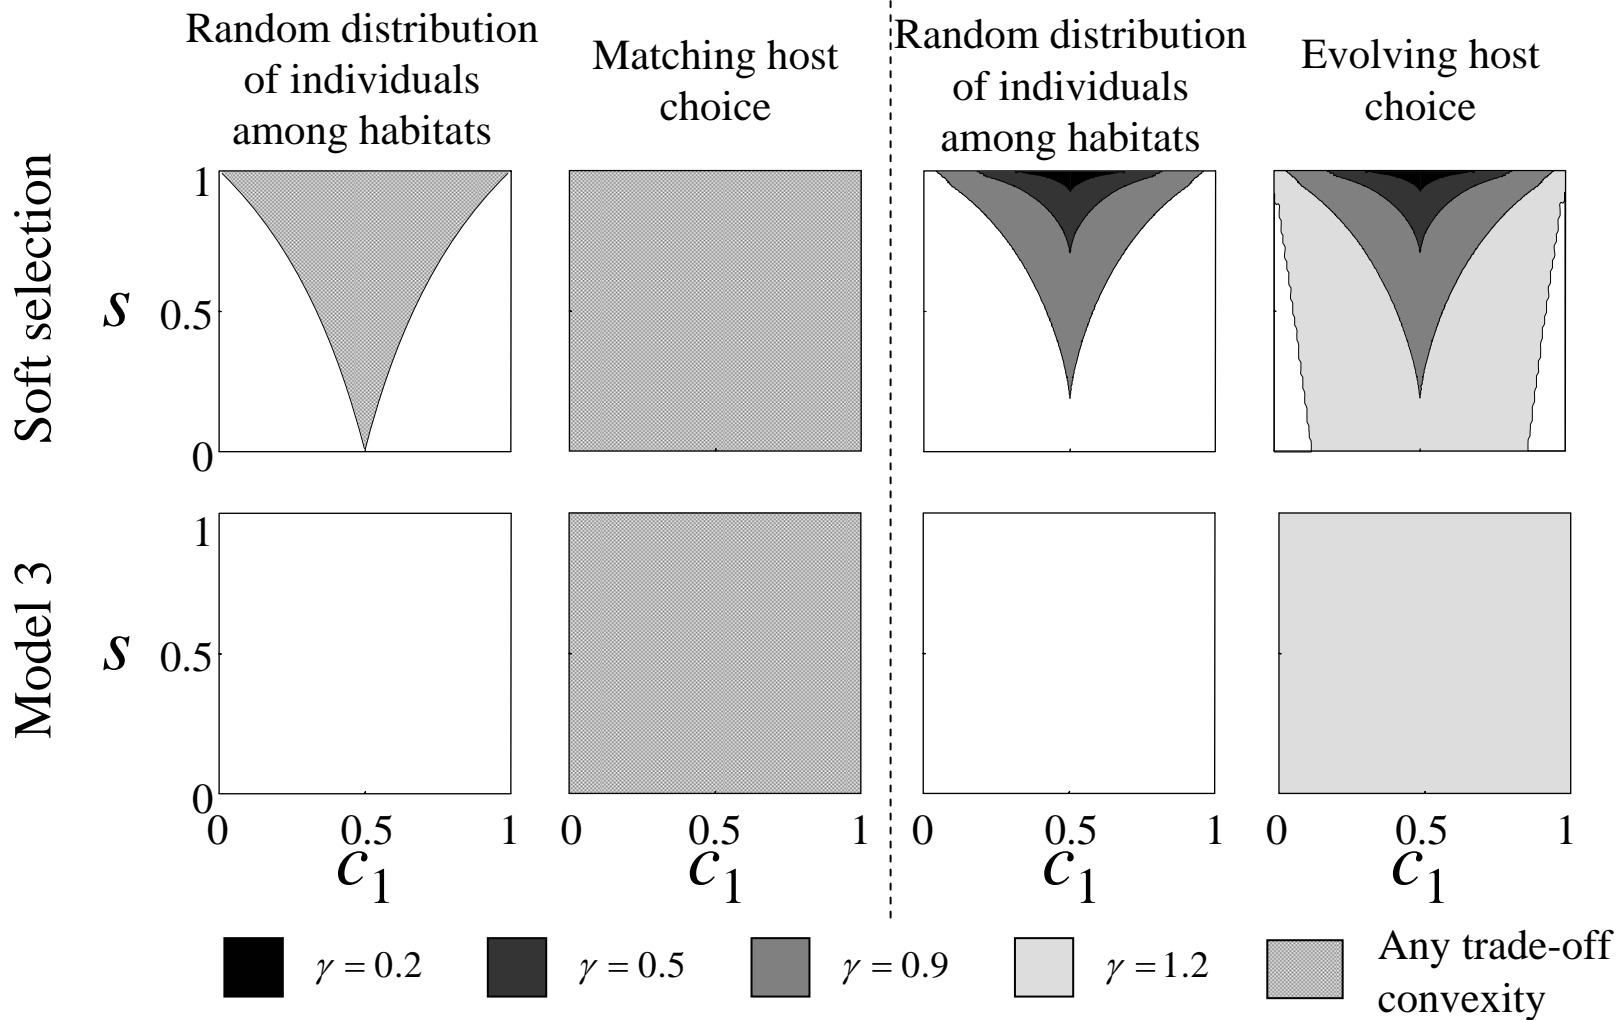 Random distribution
of individuals
among habitats
Matching host
choice
Random distribution
of individuals
among habitats
Evolving host
choice
Soft selection
s
1
0.5
0
Model 3
s
1
0.5
0
0 0.5 1
c1
0 0.5 1
c1
0 0.5 1
c1
0 0.5 1
c1
γ = 0.2
γ = 0.5
γ = 0.9
γ = 1.2
Any trade-off
convexity